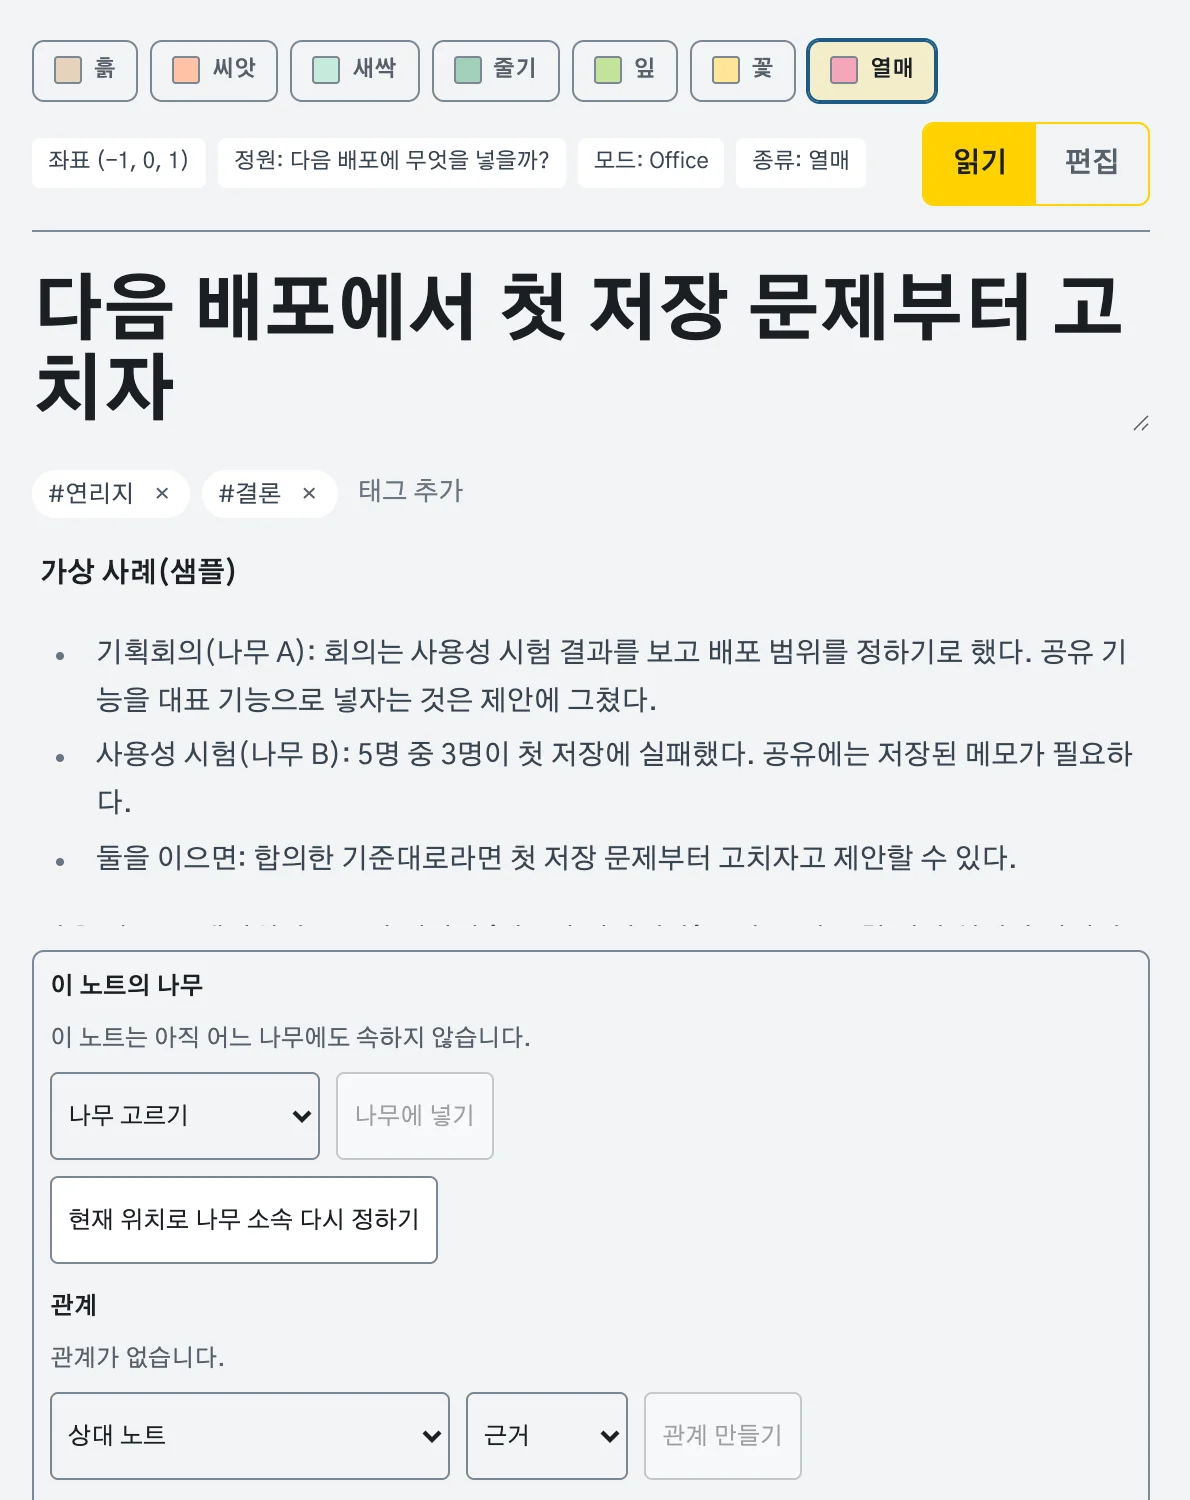 흙 씨앗 새싹 줄기 잎 꽃 열매
좌표 (−1, 0, 1) 정원: 다음 배포에 무엇을 넣을까? 모드: Office 종류: 열매 읽기 편집
다음 배포에서 첫 저장 문제부터 고
치자
#연리지 × #결론 × 태그 추가
가상 사례(샘플)
• 기획회의(나무 A): 회의는 사용성 시험 결과를 보고 배포 범위를 정하기로 했다. 공유 기
능을 대표 기능으로 넣자는 것은 제안에 그쳤다.
• 사용성 시험(나무 B): 5명 중 3명이 첫 저장에 실패했다. 공유에는 저장된 메모가 필요하
다.
• 둘을 이으면: 합의한 기준대로라면 첫 저장 문제부터 고치자고 제안할 수 있다.
이 노트의 나무
이 노트는 아직 어느 나무에도 속하지 않습니다.
나무 고르기 나무에 넣기
현재 위치로 나무 소속 다시 정하기
관계
관계가 없습니다.
상대 노트 근거 관계 만들기